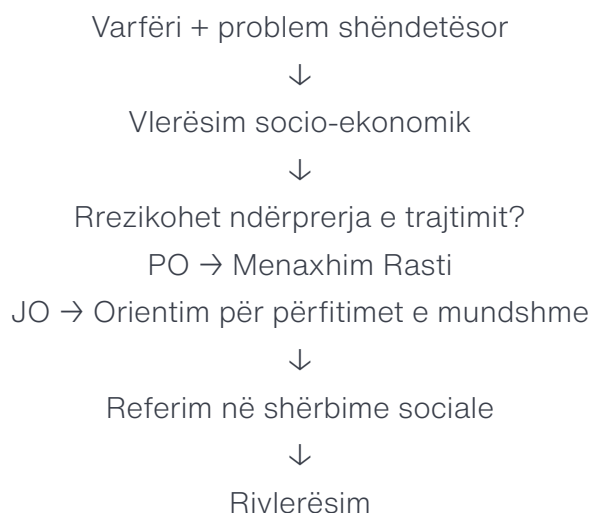 Varfëri + problem shëndetësor
↓
Vlerësim socio-ekonomik
↓
Rrezikohet ndërprerja e trajtimit?
PO → Menaxhim Rasti
JO → Orientim për përfitimet e mundshme
↓
Referim në shërbime sociale
↓
Rivlerësim